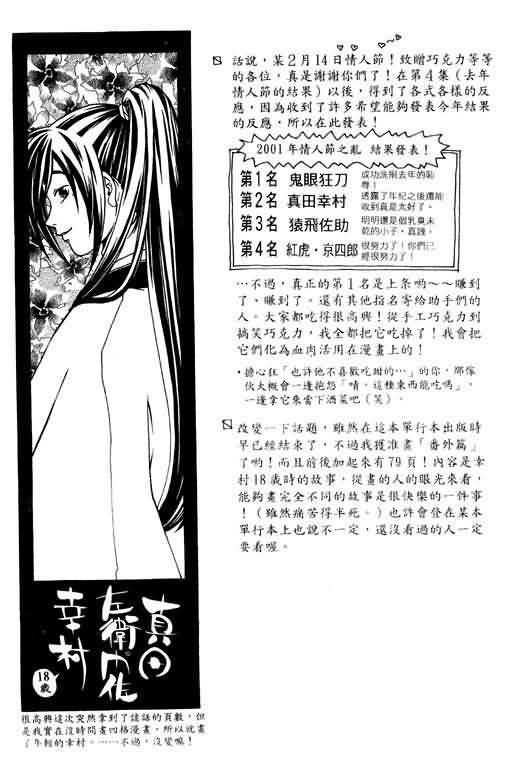 話說，某2月14日情人節！致贈巧克力等等
的各位，真是謝謝你們了！在第4集（去年
情人節的結果）以後，得到了各式各樣的反
應，因為收到了許多希望能夠發表今年結果
的反應，所以在此發表！
2001年情人節之亂 結果發表！
第1名 鬼眼狂刀 成功洗刷去年的恥
辱！
第2名 真田幸村 透露了年紀之後還能
收到真是太好了。
第3名 猿飛佐助 明明還是個乳臭未
乾的小子，真跩。
第4名 紅虎・京四郎 很努力了！你們已
經很努力了！
…不過，真正的第1名是上条喲～～賺到
了、賺到了。還有其他指名寄給助手們的
人。大家都吃得很高興！從手工巧克力到
搞笑巧克力，我全都把它吃掉了！我會把
它們化為血肉活用在漫畫上的！
・擔心狂「也許他不喜歡吃甜的…」的你，那傢
伙大概會一邊抱怨「啃，這種東西能吃嗎」，
一邊拿它來當下酒菜吧（笑）。
改變一下話題，雖然在這本單行本出版時
早已經結束了，不過我獲准畫「番外篇」
了喲！而且前後加起來有79頁！內容是幸
村18歲時的故事，從畫的人的眼光來看，
能夠畫完全不同的故事是很快樂的一件事
！（雖然痛苦得半死。）也許會登在某本
單行本上也說不一定，還沒看過的人一定
要看喔。
真田
左衛門佐
幸村
18
歲
很高興這次突然拿到了談話的頁數，但
是我實在沒時間畫四格漫畫，所以就畫
了年輕的幸村。……不過，沒變嘛！